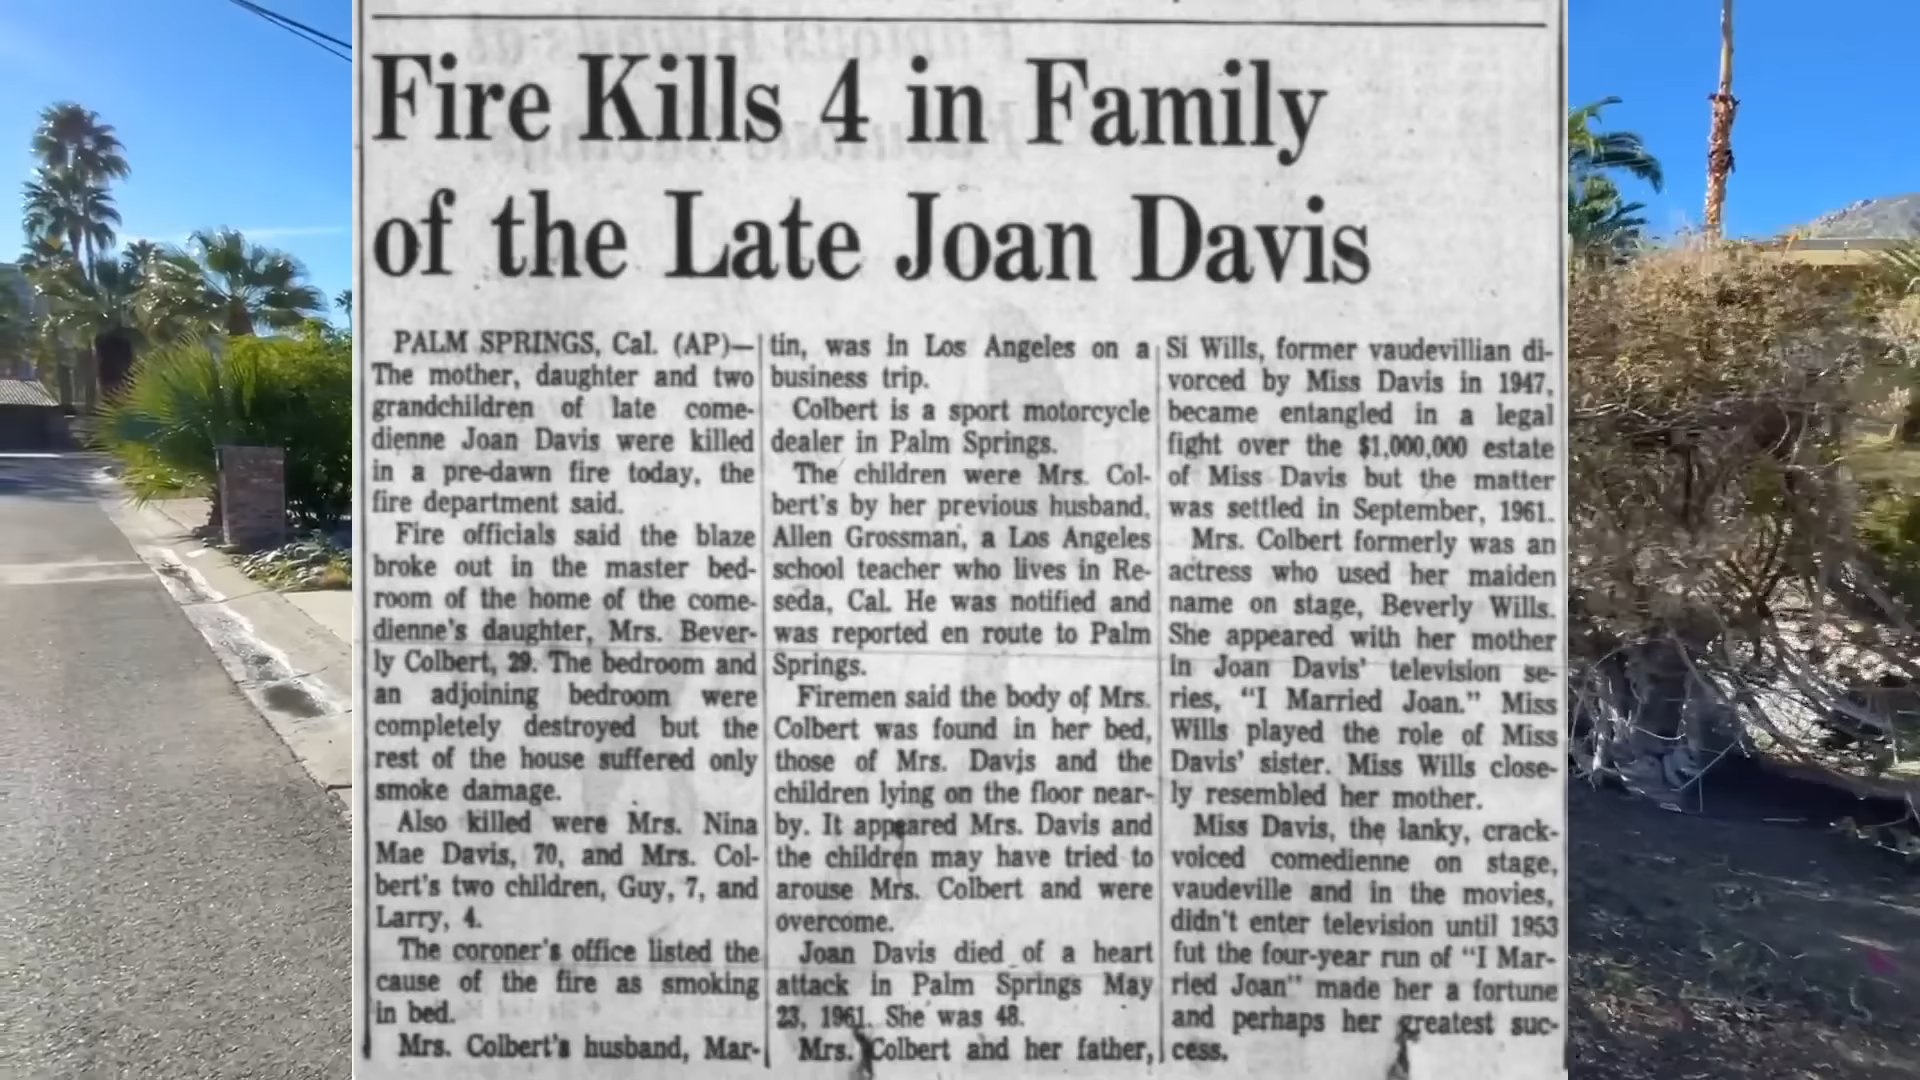 Fire Kills 4 in Family
of the Late Joan Davis
PALM SPRINGS, Cal. (AP)—
The mother, daughter and two
grandchildren of late come-
dienne Joan Davis were killed
in a pre-dawn fire today, the
fire department said.
Fire officials said the blaze
broke out in the master bed-
room of the home of the come-
dienne's daughter, Mrs. Bever-
ly Colbert, 29. The bedroom and
an adjoining bedroom were
completely destroyed but the
rest of the house suffered only
smoke damage.
Also killed were Mrs. Nina
Mae Davis, 70, and Mrs. Col-
bert's two children, Guy, 7, and
Larry, 4.
The coroner's office listed the
cause of the fire as smoking
in bed.
Mrs. Colbert's husband, Mar-
tin, was in Los Angeles on a
business trip.
Colbert is a sport motorcycle
dealer in Palm Springs.
The children were Mrs. Col-
bert's by her previous husband,
Allen Grossman, a Los Angeles
school teacher who lives in Re-
seda, Cal. He was notified and
was reported en route to Palm
Springs.
Firemen said the body of Mrs.
Colbert was found in her bed,
those of Mrs. Davis and the
children lying on the floor near-
by. It appeared Mrs. Davis and
the children may have tried to
arouse Mrs. Colbert and were
overcome.
Joan Davis died of a heart
attack in Palm Springs May
23, 1961. She was 48.
Mrs. Colbert and her father,
Si Wills, former vaudevillian di-
vorced by Miss Davis in 1947,
became entangled in a legal
fight over the $1,000,000 estate
of Miss Davis but the matter
was settled in September, 1961.
Mrs. Colbert formerly was an
actress who used her maiden
name on stage, Beverly Wills.
She appeared with her mother
in Joan Davis' television se-
ries, "I Married Joan." Miss
Wills played the role of Miss
Davis' sister. Miss Wills close-
ly resembled her mother.
Miss Davis, the lanky, crack-
voiced comedienne on stage,
vaudeville and in the movies,
didn't enter television until 1953
fut the four-year run of "I Mar-
ried Joan" made her a fortune
and perhaps her greatest suc-
cess.